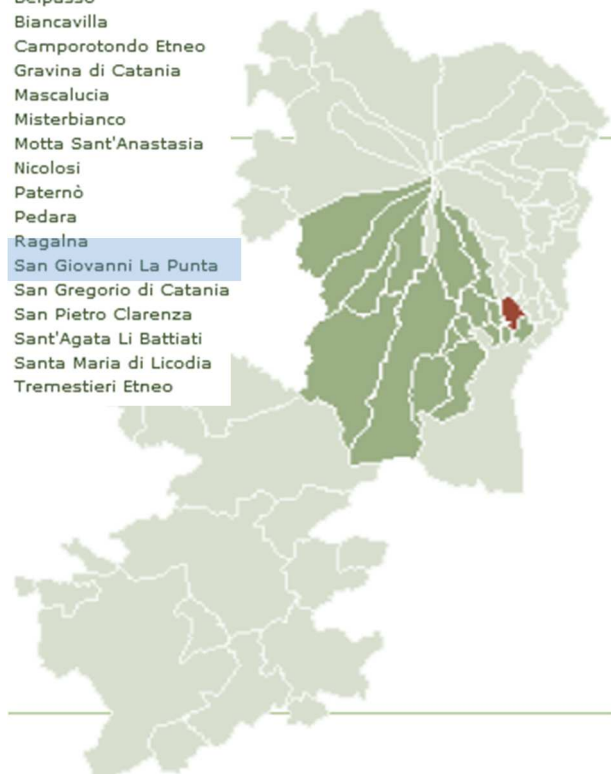 Belpasso
Biancavilla
Camporotondo Etneo
Gravina di Catania
Mascalucia
Misterbianco
Motta Sant'Anastasia
Nicolosi
Paternò
Pedara
Ragalna
San Giovanni La Punta
San Gregorio di Catania
San Pietro Clarenza
Sant'Agata Li Battiati
Santa Maria di Licodia
Tremestieri Etneo